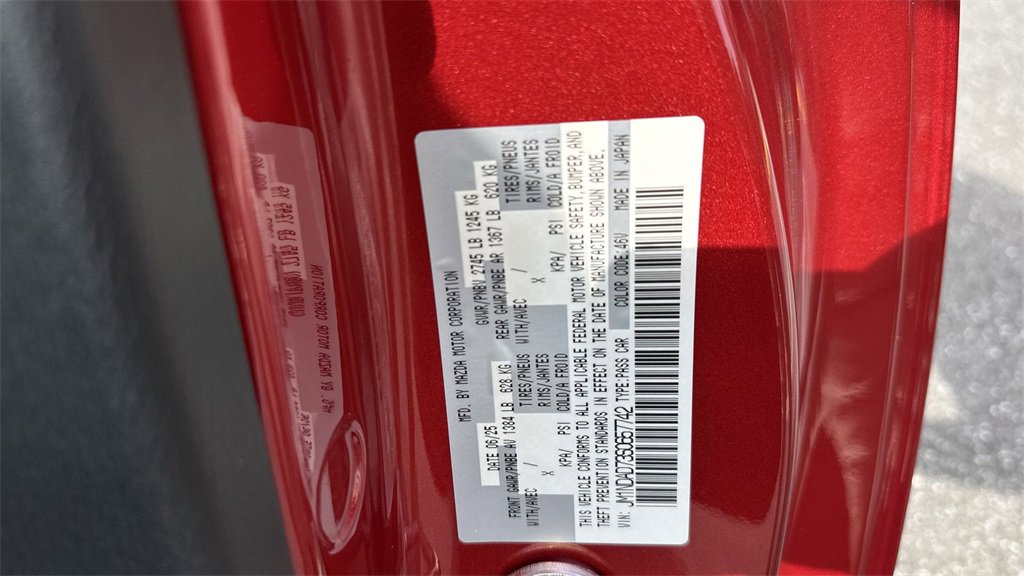 MFD. BY MAZDA MOTOR CORPORATION
DATE 06/25 GVWR/PNBV 2745 LB 1245 KG
FRONT GAWR/PNBE AV 1384 LB 628 KG REAR GAWR/PNBE AR 1367 LB 620 KG
WITH/AVEC / TIRES/PNEUS WITH/AVEC / TIRES/PNEUS
X RIMS/JANTES X RIMS/JANTES
KPA/ PSI COLD/A FROID KPA/ PSI COLD/A FROID
THIS VEHICLE CONFORMS TO ALL APPLICABLE FEDERAL MOTOR VEHICLE SAFETY, BUMPER AND
THEFT PREVENTION STANDARDS IN EFFECT ON THE DATE OF MANUFACTURE SHOWN ABOVE.
VIN: JM1NDAD73S0657742 TYPE:PASS CAR COLOR CODE:46V MADE IN JAPAN